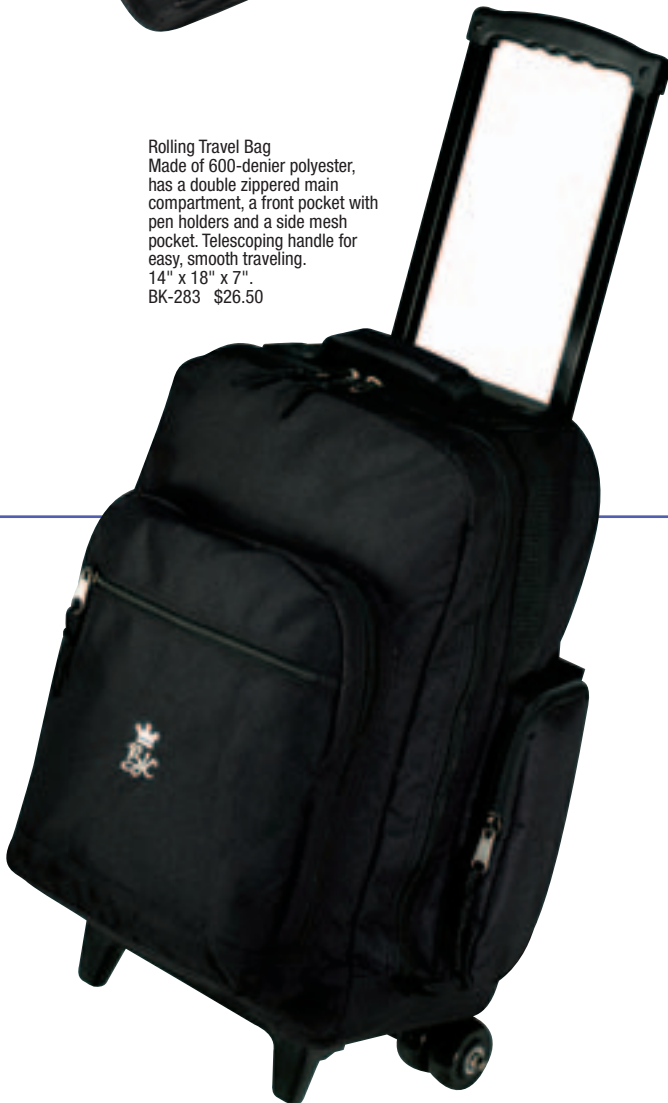 Rolling Travel Bag
Made of 600-denier polyester,
has a double zippered main
compartment, a front pocket with
pen holders and a side mesh
pocket. Telescoping handle for
easy, smooth traveling.
14" x 18" x 7".
BK-283 $26.50